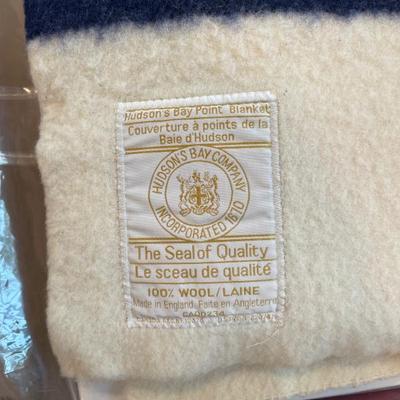 Hudson's Bay Point Blanket
Couverture à points de la
Baie d'Hudson
HUDSON'S BAY COMPANY
INCORPORATED 1670
The Seal of Quality
Le sceau de qualité
100% WOOL/LAINE
Made in England Faite en Angleterre
CA00234